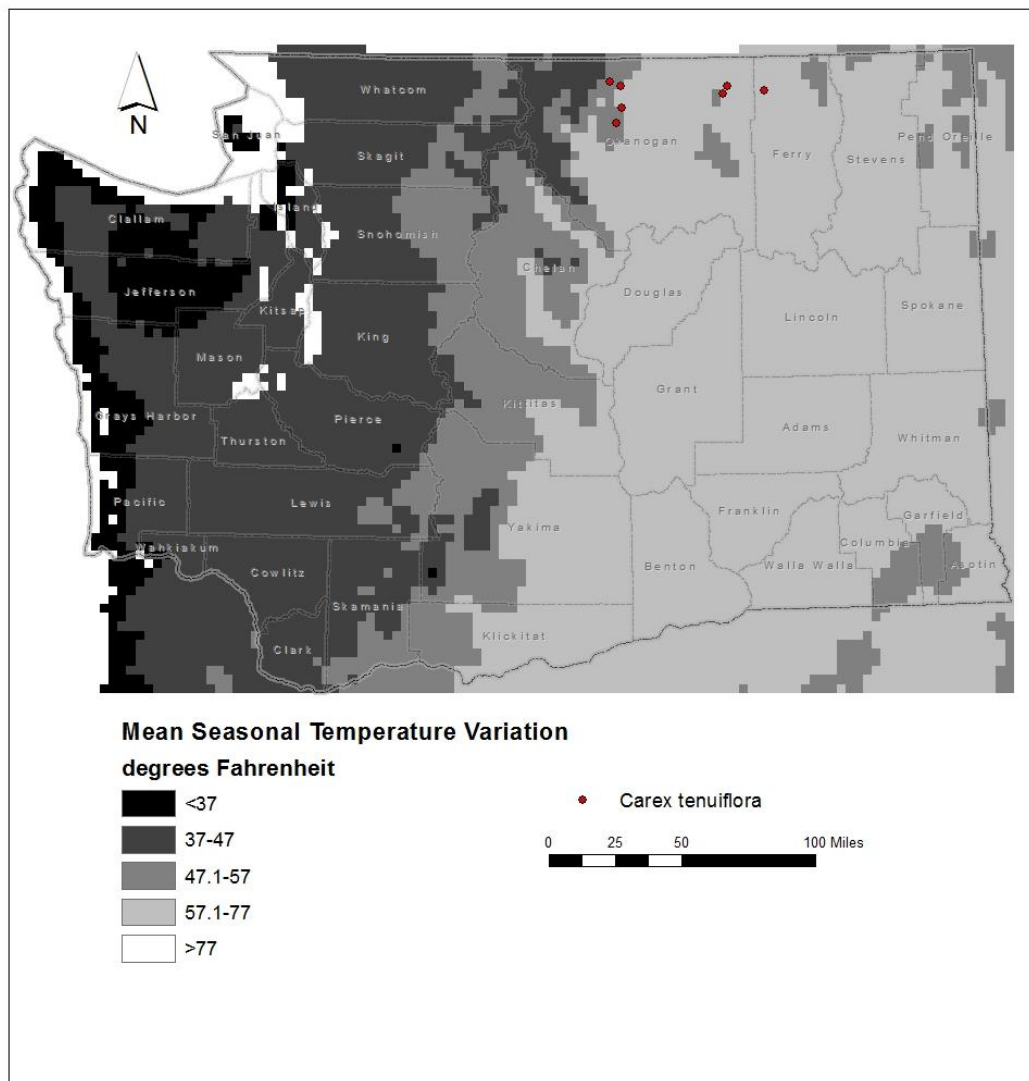 N
Whatcom
San Juan
Skagit
Okanogan
Ferry
Stevens
Pend Oreille
Island
Clallam
Snohomish
Chelan
Jefferson
Kitsap
Douglas
Lincoln
Spokane
King
Mason
Grant
Kittitas
Grays Harbor
Pierce
Adams
Thurston
Whitman
Pacific
Lewis
Yakima
Franklin
Garfield
Wahkiakum
Columbia
Cowlitz
Benton
Walla Walla
Asotin
Skamania
Klickitat
Clark
Mean Seasonal Temperature Variation
degrees Fahrenheit
<37
37-47
47.1-57
57.1-77
>77
Carex tenuiflora
0 25 50 100 Miles